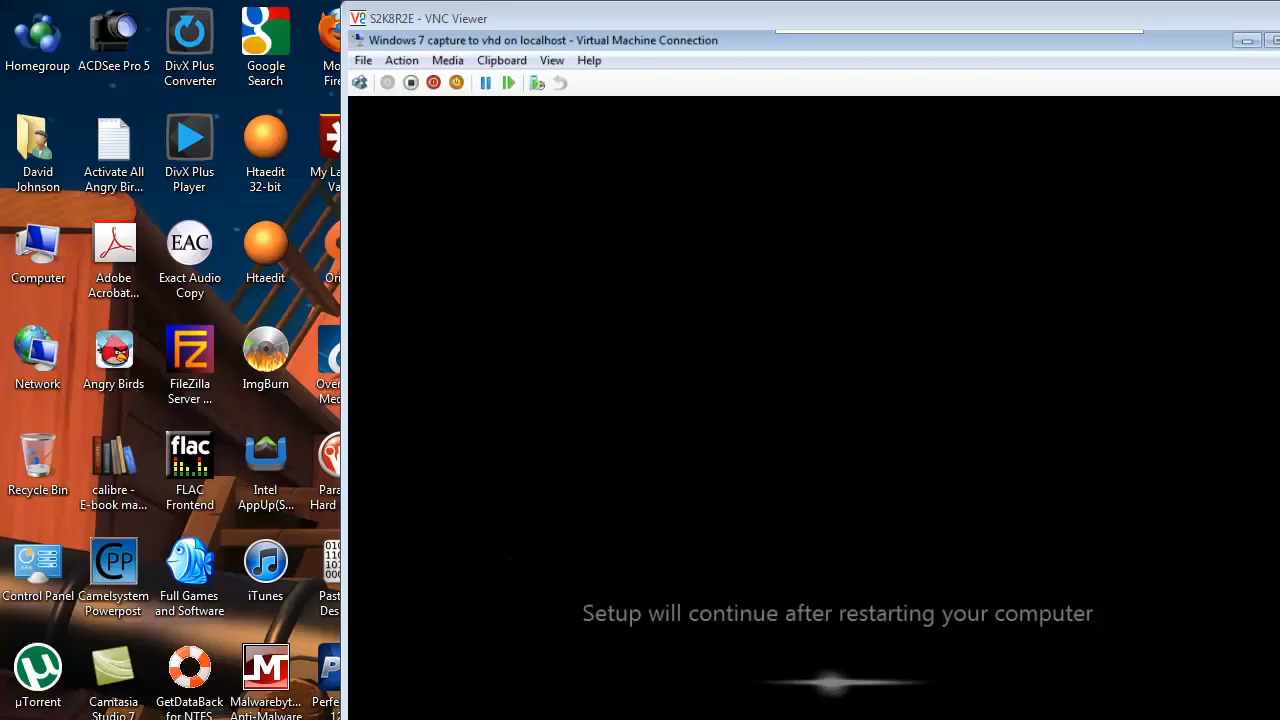 Homegroup
ACDSee Pro 5
DivX Plus
Converter
Google
Search
David
Johnson
Activate All
Angry Bir...
DivX Plus
Player
Htaedit
32-bit
Computer
Adobe
Acrobat...
EAC
Exact Audio
Copy
Htaedit
Network
Angry Birds
FZ
FileZilla
Server ...
ImgBurn
Recycle Bin
calibre -
E-book ma...
flac
FLAC
Frontend
Intel
AppUp(S...
Control Panel
CPP
Camelsystem
Powerpost
Full Games
and Software
iTunes
µTorrent
Camtasia
Studio 7
GetDataBack
for NTFS
Malwarebyt...
Anti-Malware
S2K8R2E - VNC Viewer
Windows 7 capture to vhd on localhost - Virtual Machine Connection
File Action Media Clipboard View Help
Setup will continue after restarting your computer